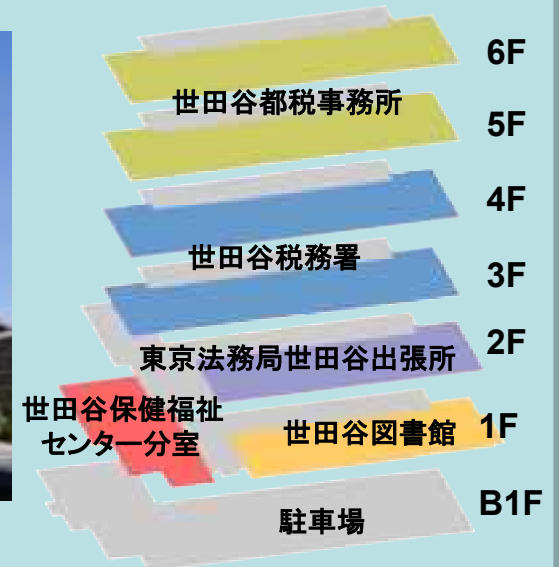 6F
世田谷都税事務所
5F
4F
世田谷税務署
3F
2F
東京法務局世田谷出張所
世田谷保健福祉
センター分室
世田谷図書館
1F
B1F
駐車場